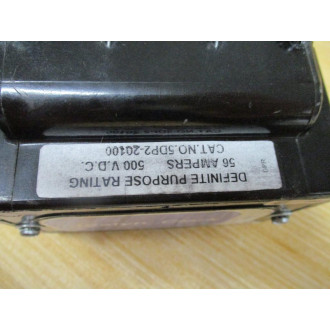 DEFINITE PURPOSE RATING
56 AMPERS 500 V.D.C.
CAT.NO.5DP2-20100